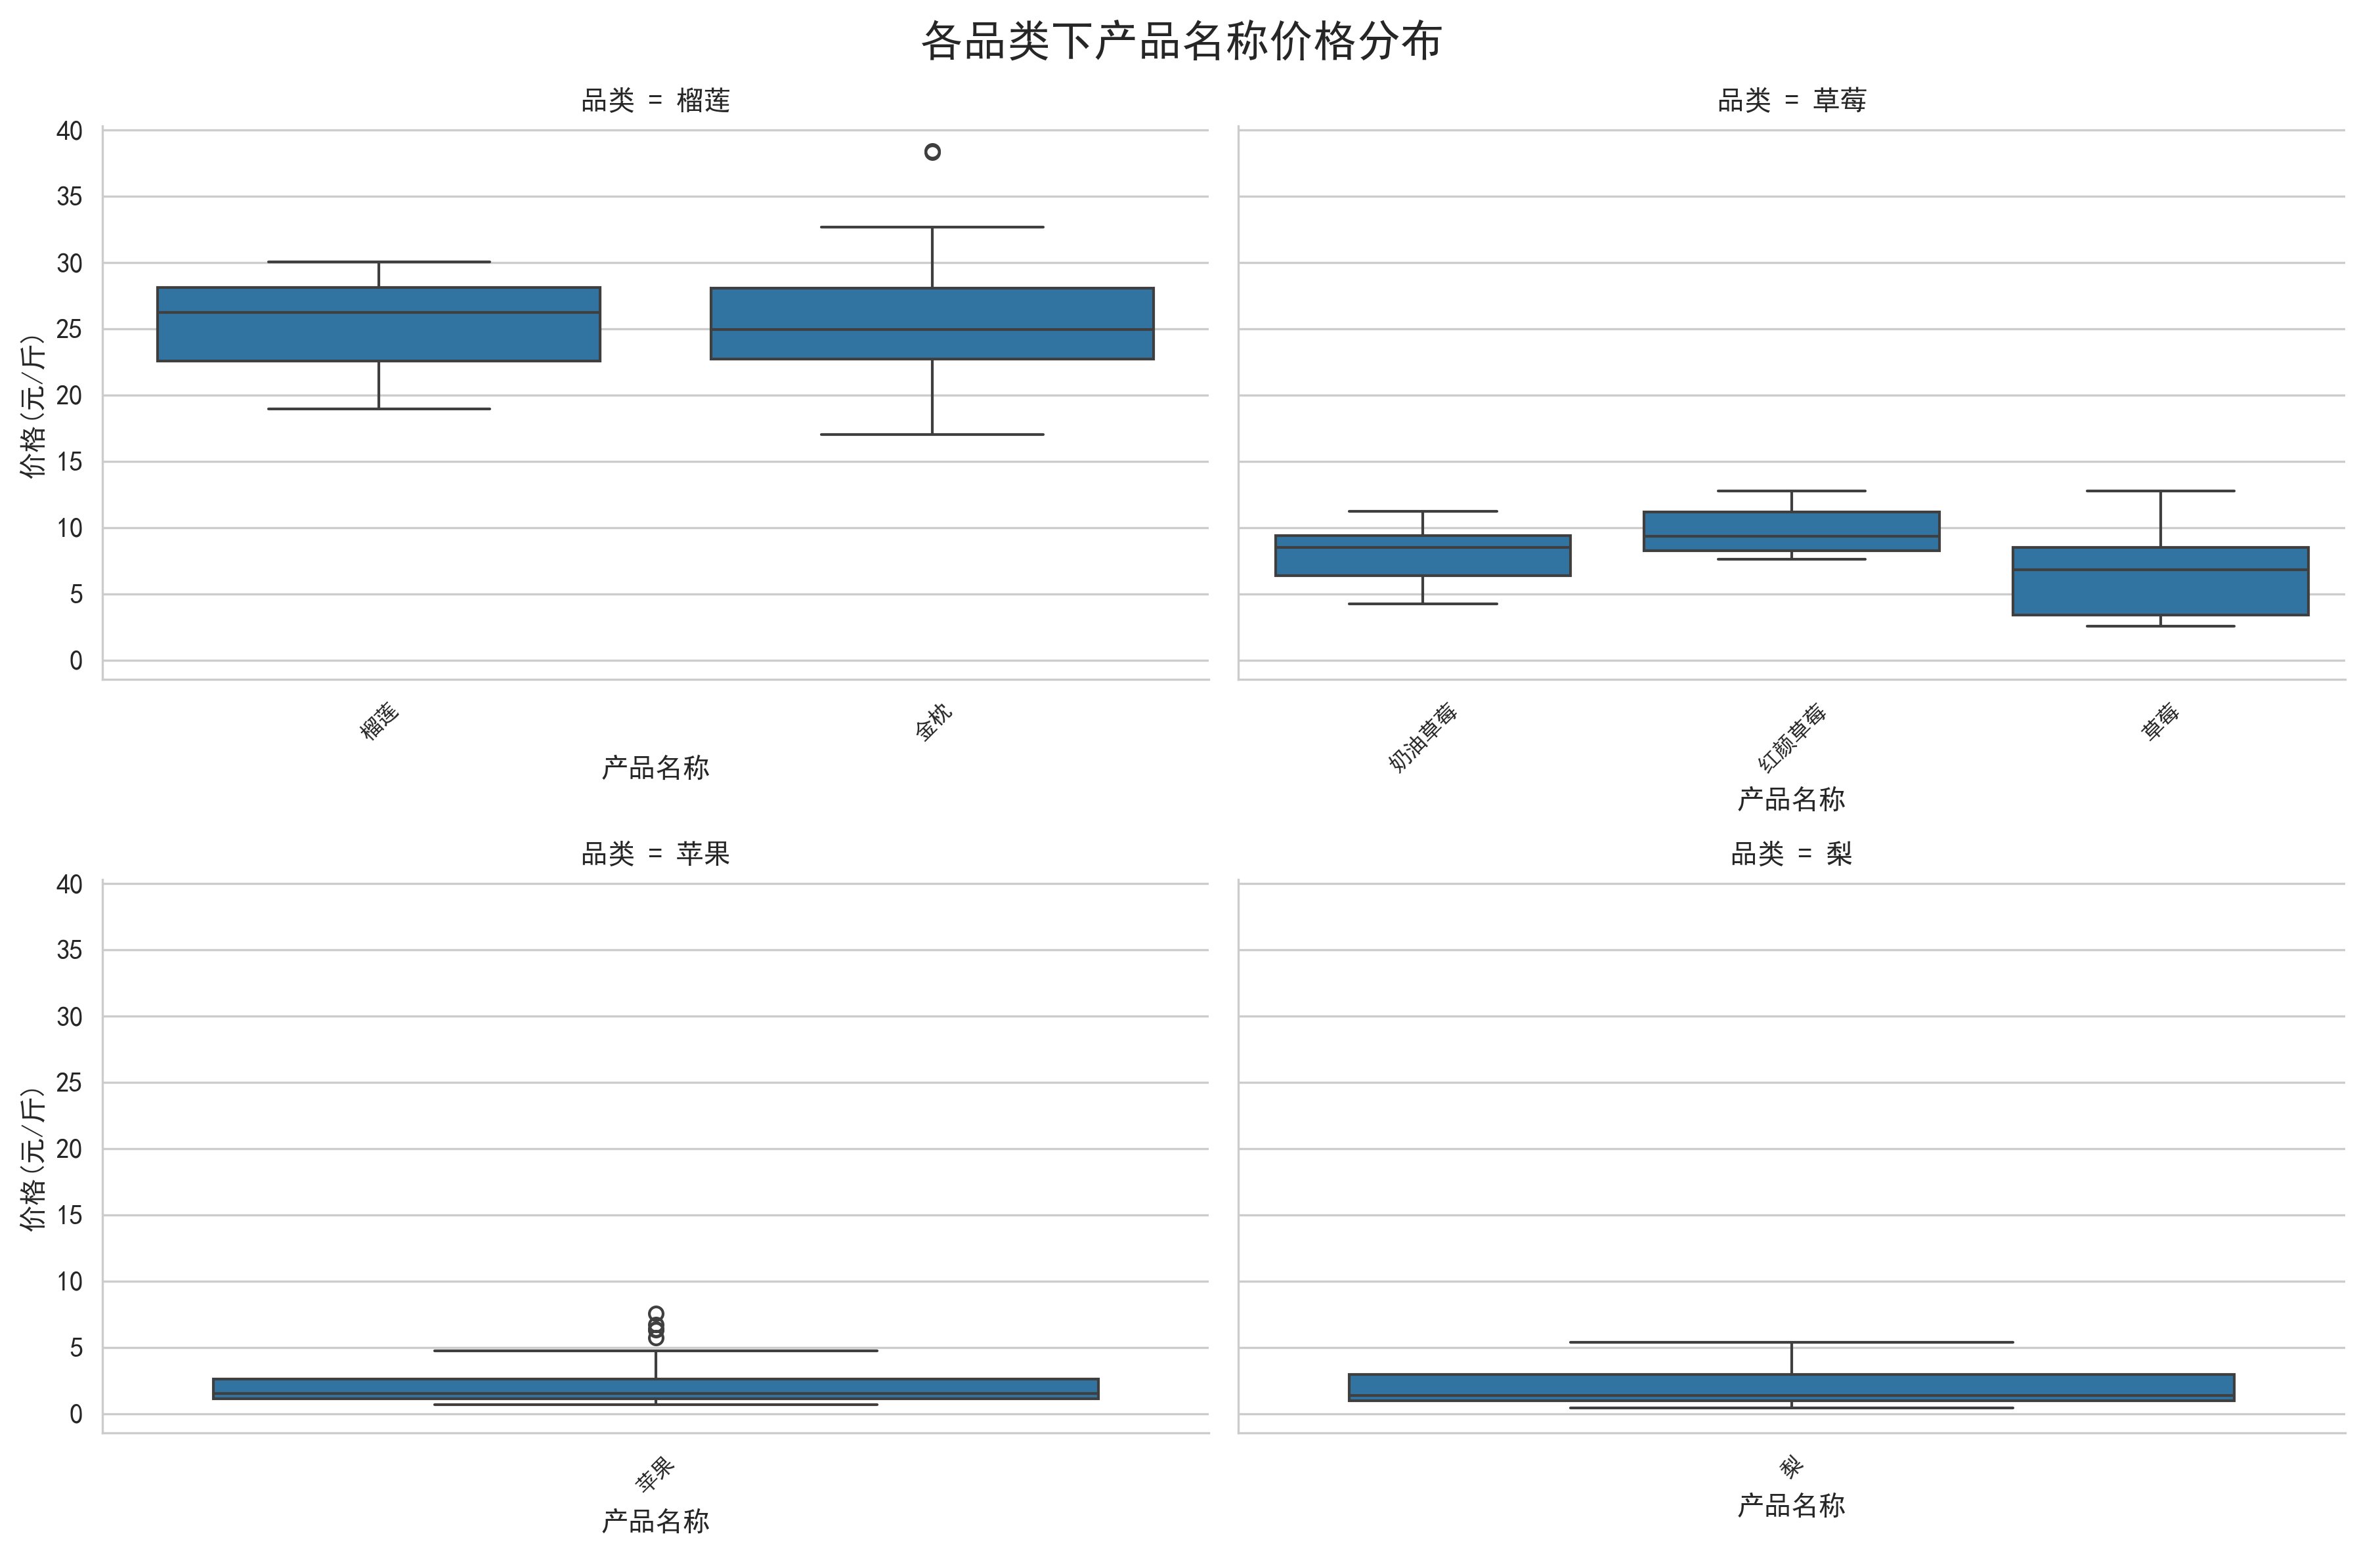 各品类下产品名称价格分布
品类 = 榴莲
品类 = 草莓
40
35
30
25
20
15
10
5
0
价格(元/斤)
榴莲
金枕
产品名称
奶油草莓
红颜草莓
草莓
产品名称
品类 = 苹果
品类 = 梨
40
35
30
25
20
15
10
5
0
价格(元/斤)
苹果
产品名称
梨
产品名称